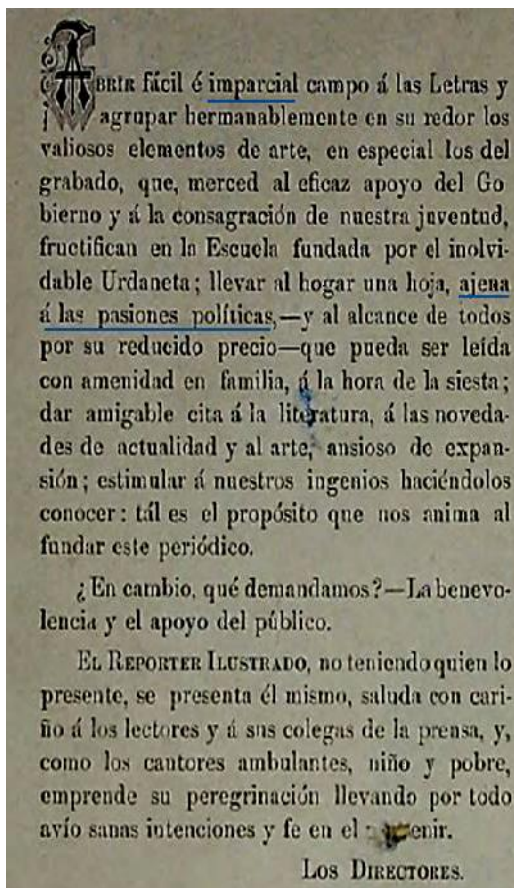 ABRIR fácil é imparcial campo á las Letras y
agrupar hermanablemente en su redor los
valiosos elementos de arte, en especial los del
grabado, que, merced al eficaz apoyo del Go
bierno y á la consagración de nuestra juventud,
fructifican en la Escuela fundada por el inolvi-
dable Urdaneta; llevar al hogar una hoja, ajena
á las pasiones políticas,—y al alcance de todos
por su reducido precio—que pueda ser leída
con amenidad en familia, á la hora de la siesta;
dar amigable cita á la literatura, á las noveda-
des de actualidad y al arte, ansioso de expan-
sión; estimular á nuestros ingenios haciéndolos
conocer: tál es el propósito que nos anima al
fundar este periódico.
¿En cambio, qué demandamos?—La benevo-
lencia y el apoyo del público.
EL REPORTER ILUSTRADO, no teniendo quien lo
presente, se presenta él mismo, saluda con cari-
ño á los lectores y á sus colegas de la prensa, y,
como los cantores ambulantes, niño y pobre,
emprende su peregrinación llevando por todo
avío sanas intenciones y fe en el
LOS DIRECTORES.